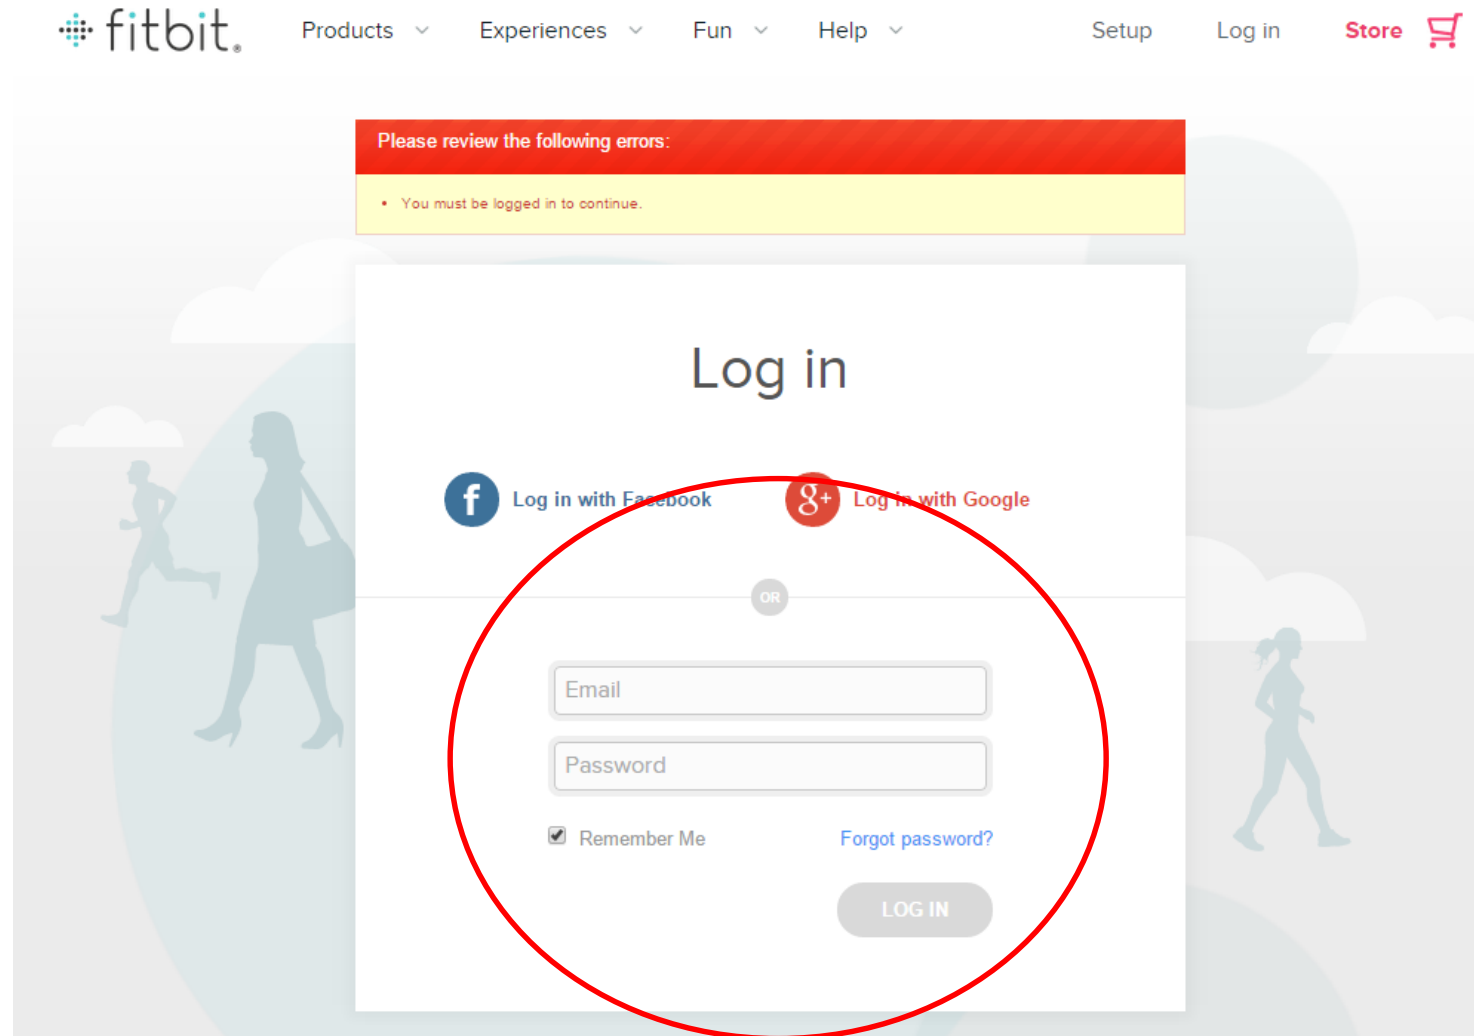 fitbit® Products Experiences Fun Help Setup Log in Store
Please review the following errors:
• You must be logged in to continue.
Log in
f Log in with Facebook g+ Log in with Google
OR
Email
Password
Remember Me Forgot password?
LOG IN